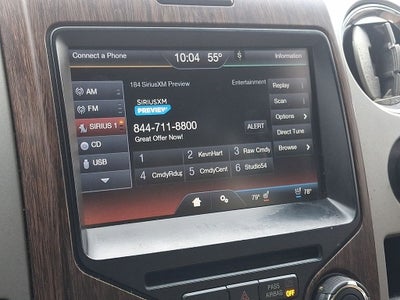 Connect a Phone 10:04 55° S Information
184 SiriusXM Preview Entertainment
AM
FM
SIRIUS 1
CD
USB
((SiriusXM))
PREVIEW
844-711-8800
Great Offer Now!
ALERT
Replay
Scan
Options
Direct Tune
Browse
1 2 KevnHart 3 Raw Cmdy
4 CmdyRdup 5 CmdyCent 6 Studio54
79° 78°
PASS
AIRBAG OFF